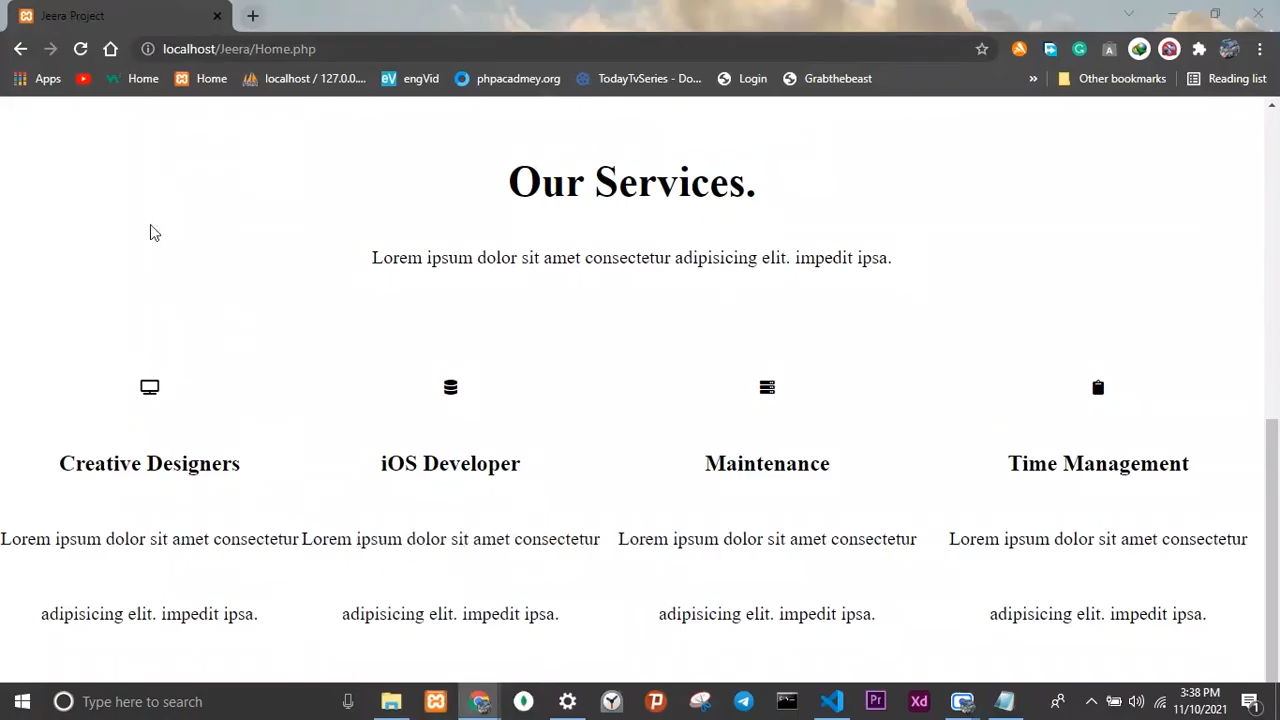 Jeera Project
localhost/Jeera/Home.php
Apps Home Home localhost / 127.0.0.... engVid phpacadmey.org TodayTvSeries - Do... Login Grabthebeast » Other bookmarks Reading list
Our Services.
Lorem ipsum dolor sit amet consectetur adipisicing elit. impedit ipsa.
Creative Designers iOS Developer Maintenance Time Management
Lorem ipsum dolor sit amet consectetur Lorem ipsum dolor sit amet consectetur Lorem ipsum dolor sit amet consectetur Lorem ipsum dolor sit amet consectetur
adipisicing elit. impedit ipsa. adipisicing elit. impedit ipsa. adipisicing elit. impedit ipsa. adipisicing elit. impedit ipsa.
Type here to search
Pr
Xd
3:38 PM
11/10/2021